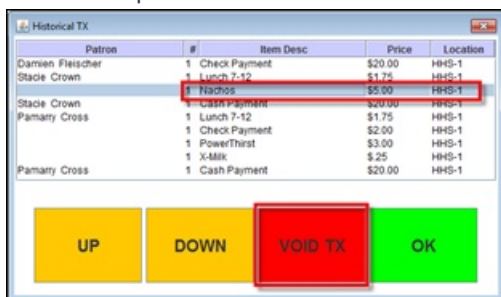 Historical TX
Patron # Item Desc Price Location
Damien Fleischer 1 Check Payment $20.00 HHS-1
Stacie Crown 1 Lunch 7-12 $1.75 HHS-1
1 Nachos $5.00 HHS-1
Stacie Crown 1 Cash Payment $20.00 HHS-1
Pamarry Cross 1 Lunch 7-12 $1.75 HHS-1
1 Check Payment $2.00 HHS-1
1 PowerThirst $3.00 HHS-1
1 X-Milk $.25 HHS-1
Pamarry Cross 1 Cash Payment $20.00 HHS-1
UP DOWN VOID TX OK